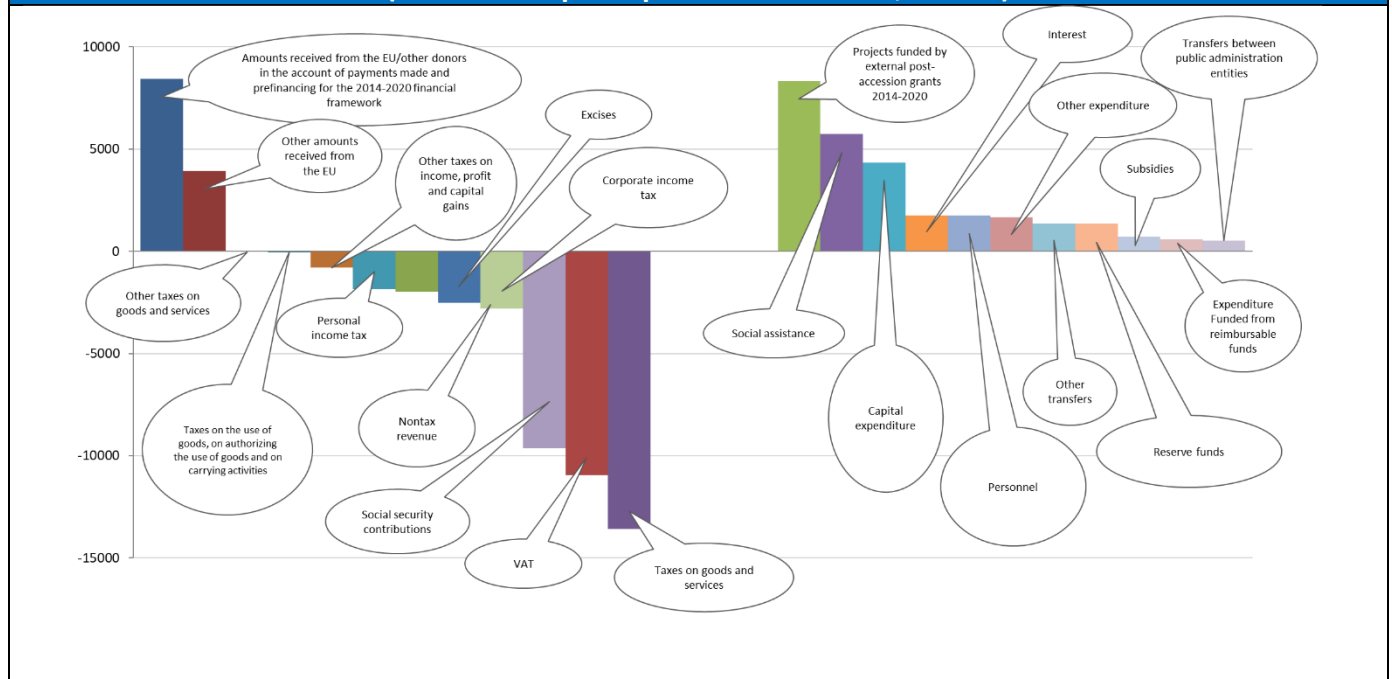 10000
5000
0
-5000
-10000
-15000
Amounts received from the EU/other donors
in the account of payments made and
prefinancing for the 2014-2020 financial
framework
Other amounts
received from
the EU
Other taxes on
income, profit
and capital
gains
Excises
Corporate income
tax
Other taxes on
goods and services
Personal
income tax
Taxes on the use of
goods, on authorizing
the use of goods and on
carrying activities
Nontax
revenue
Social security
contributions
VAT
Taxes on goods and
services
Projects funded by
external post-
accession grants
2014-2020
Interest
Other expenditure
Transfers between
public administration
entities
Subsidies
Social assistance
Capital
expenditure
Personnel
Other
transfers
Reserve funds
Expenditure
Funded from
reimbursable
funds